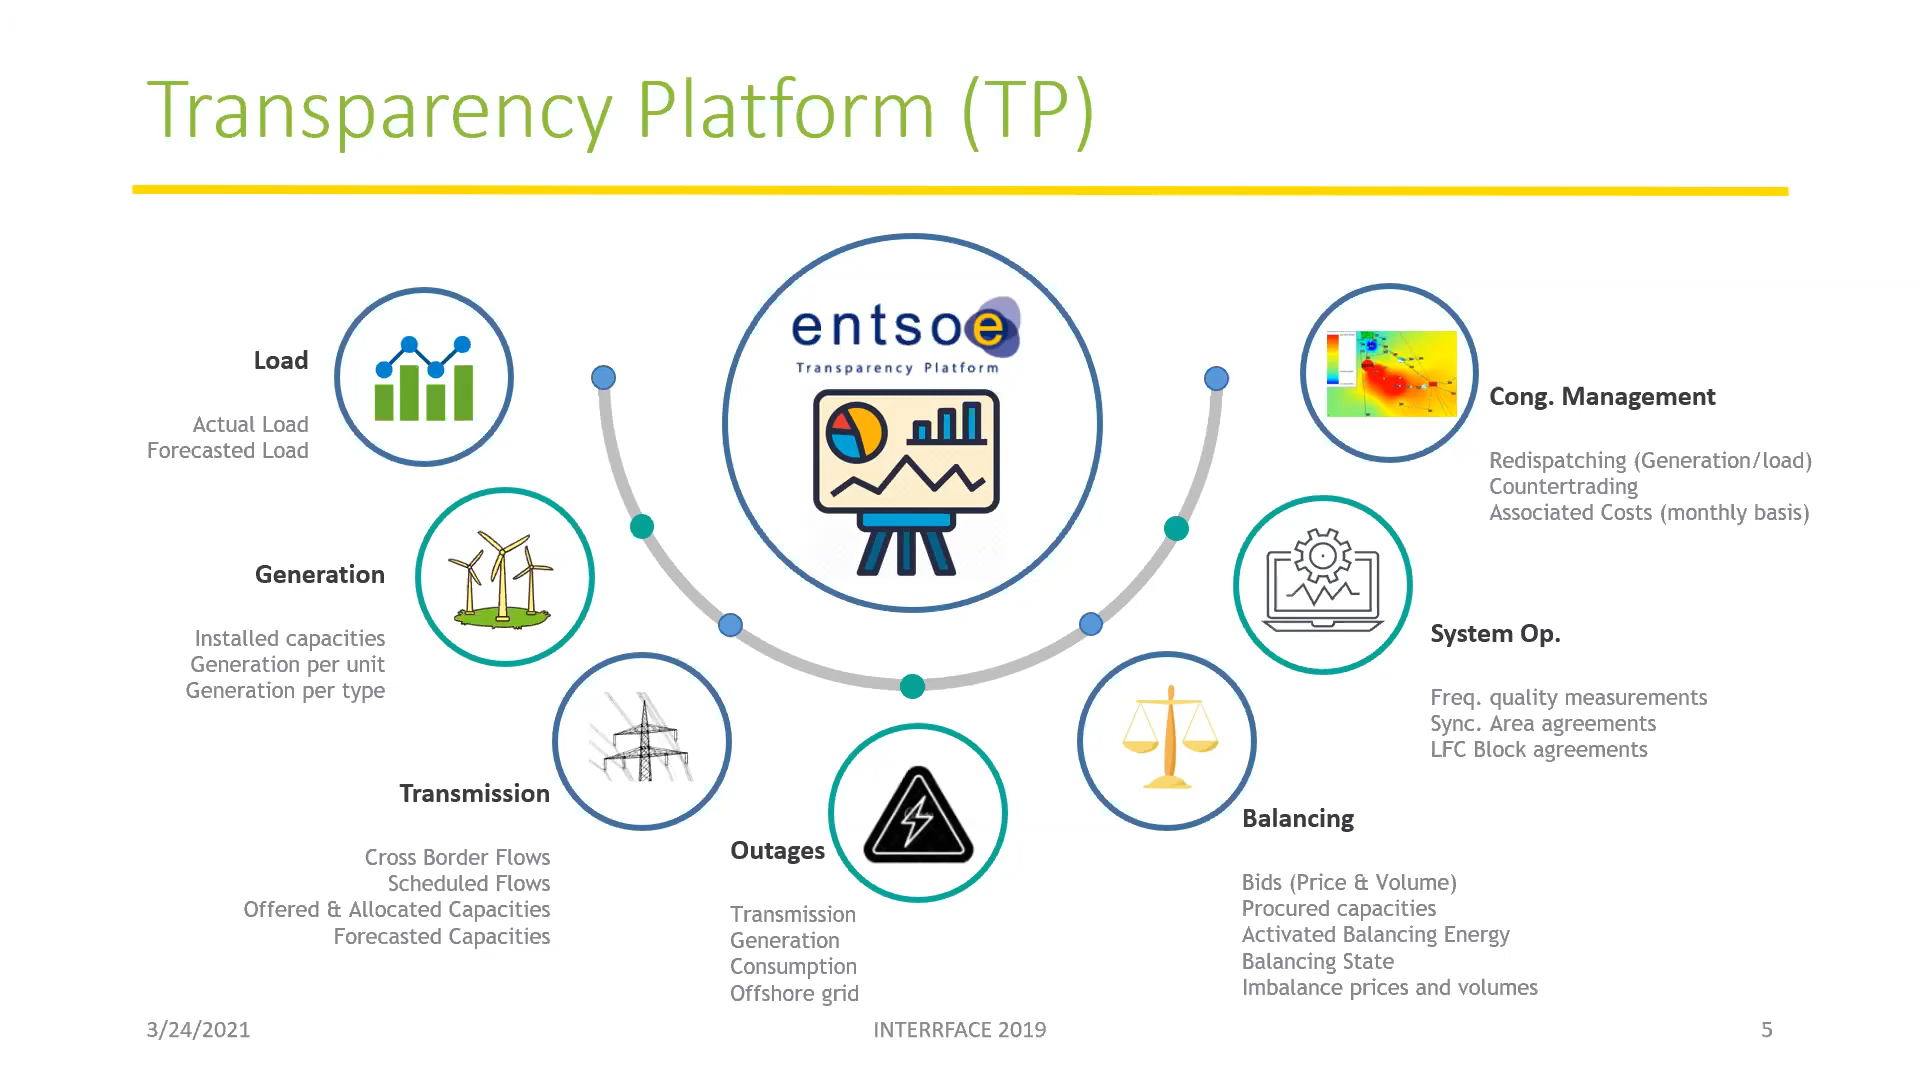 Transparency Platform (TP)
entsoe
Transparency Platform
Load
Actual Load
Forecasted Load
Generation
Installed capacities
Generation per unit
Generation per type
Transmission
Cross Border Flows
Scheduled Flows
Offered & Allocated Capacities
Forecasted Capacities
Outages
Transmission
Generation
Consumption
Offshore grid
Balancing
Bids (Price & Volume)
Procured capacities
Activated Balancing Energy
Balancing State
Imbalance prices and volumes
System Op.
Freq. quality measurements
Sync. Area agreements
LFC Block agreements
Cong. Management
Redispatching (Generation/load)
Countertrading
Associated Costs (monthly basis)
3/24/2021
INTERRFACE 2019
5